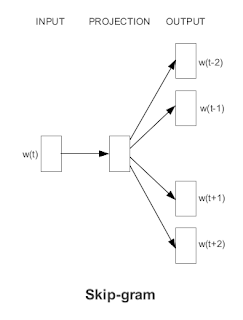 INPUT PROJECTION OUTPUT
w(t-2)
w(t-1)
w(t)
w(t+1)
w(t+2)
Skip-gram